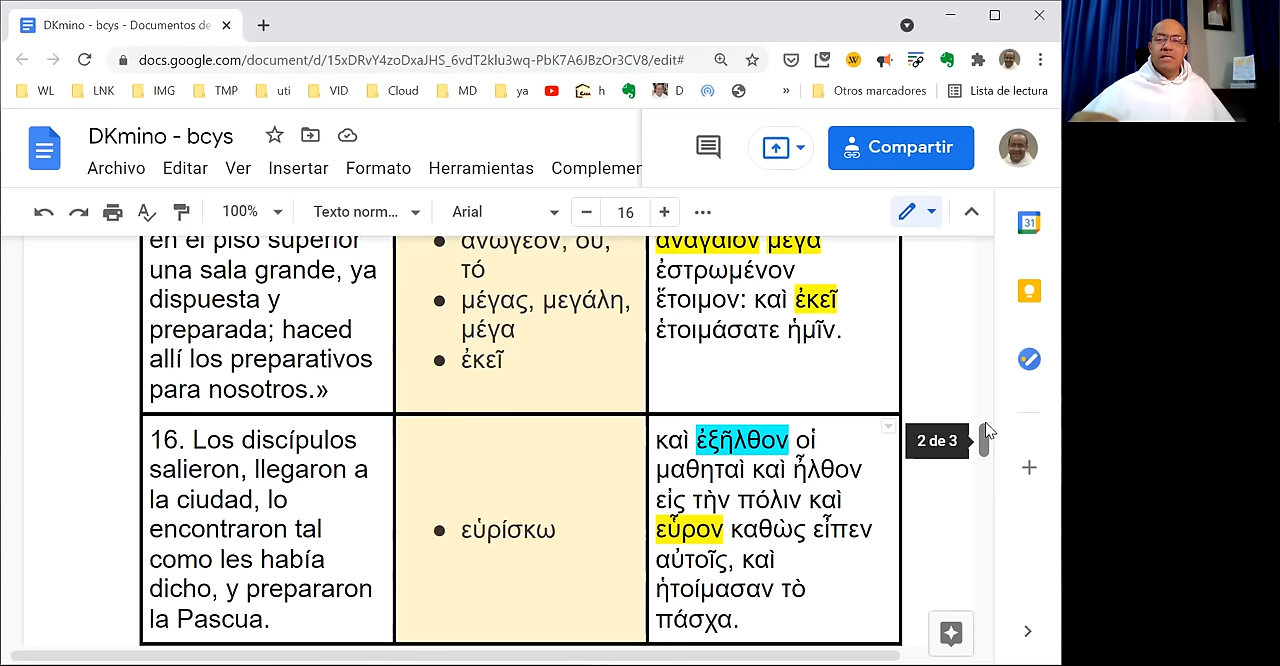 DKmino - bcys - Documentos de
docs.google.com/document/d/15xDRvY4zoDxaJHS_6vdT2klu3wq-PbK7A6JBzOr3CV8/edit#
WL LNK IMG TMP uti VID Cloud MD ya h D » Otros marcadores Lista de lectura
DKmino - bcys
Compartir
Archivo Editar Ver Insertar Formato Herramientas Complemen
100% Texto norm... Arial 16
31
en el piso superior
una sala grande, ya
dispuesta y
preparada; haced
allí los preparativos
para nosotros.»
● ἀνώγεον, ου,
τό
● μέγας, μεγάλη,
μέγα
● ἐκεῖ
ἀνάγαιον μέγα
ἐστρωμένον
ἕτοιμον: καὶ ἐκεῖ
ἑτοιμάσατε ἡμῖν.
16. Los discípulos
salieron, llegaron a
la ciudad, lo
encontraron tal
como les había
dicho, y prepararon
la Pascua.
● εὑρίσκω
καὶ ἐξῆλθον οἱ
μαθηταὶ καὶ ἦλθον
εἰς τὴν πόλιν καὶ
εὗρον καθὼς εἶπεν
αὐτοῖς, καὶ
ἡτοίμασαν τὸ
πάσχα.
2 de 3